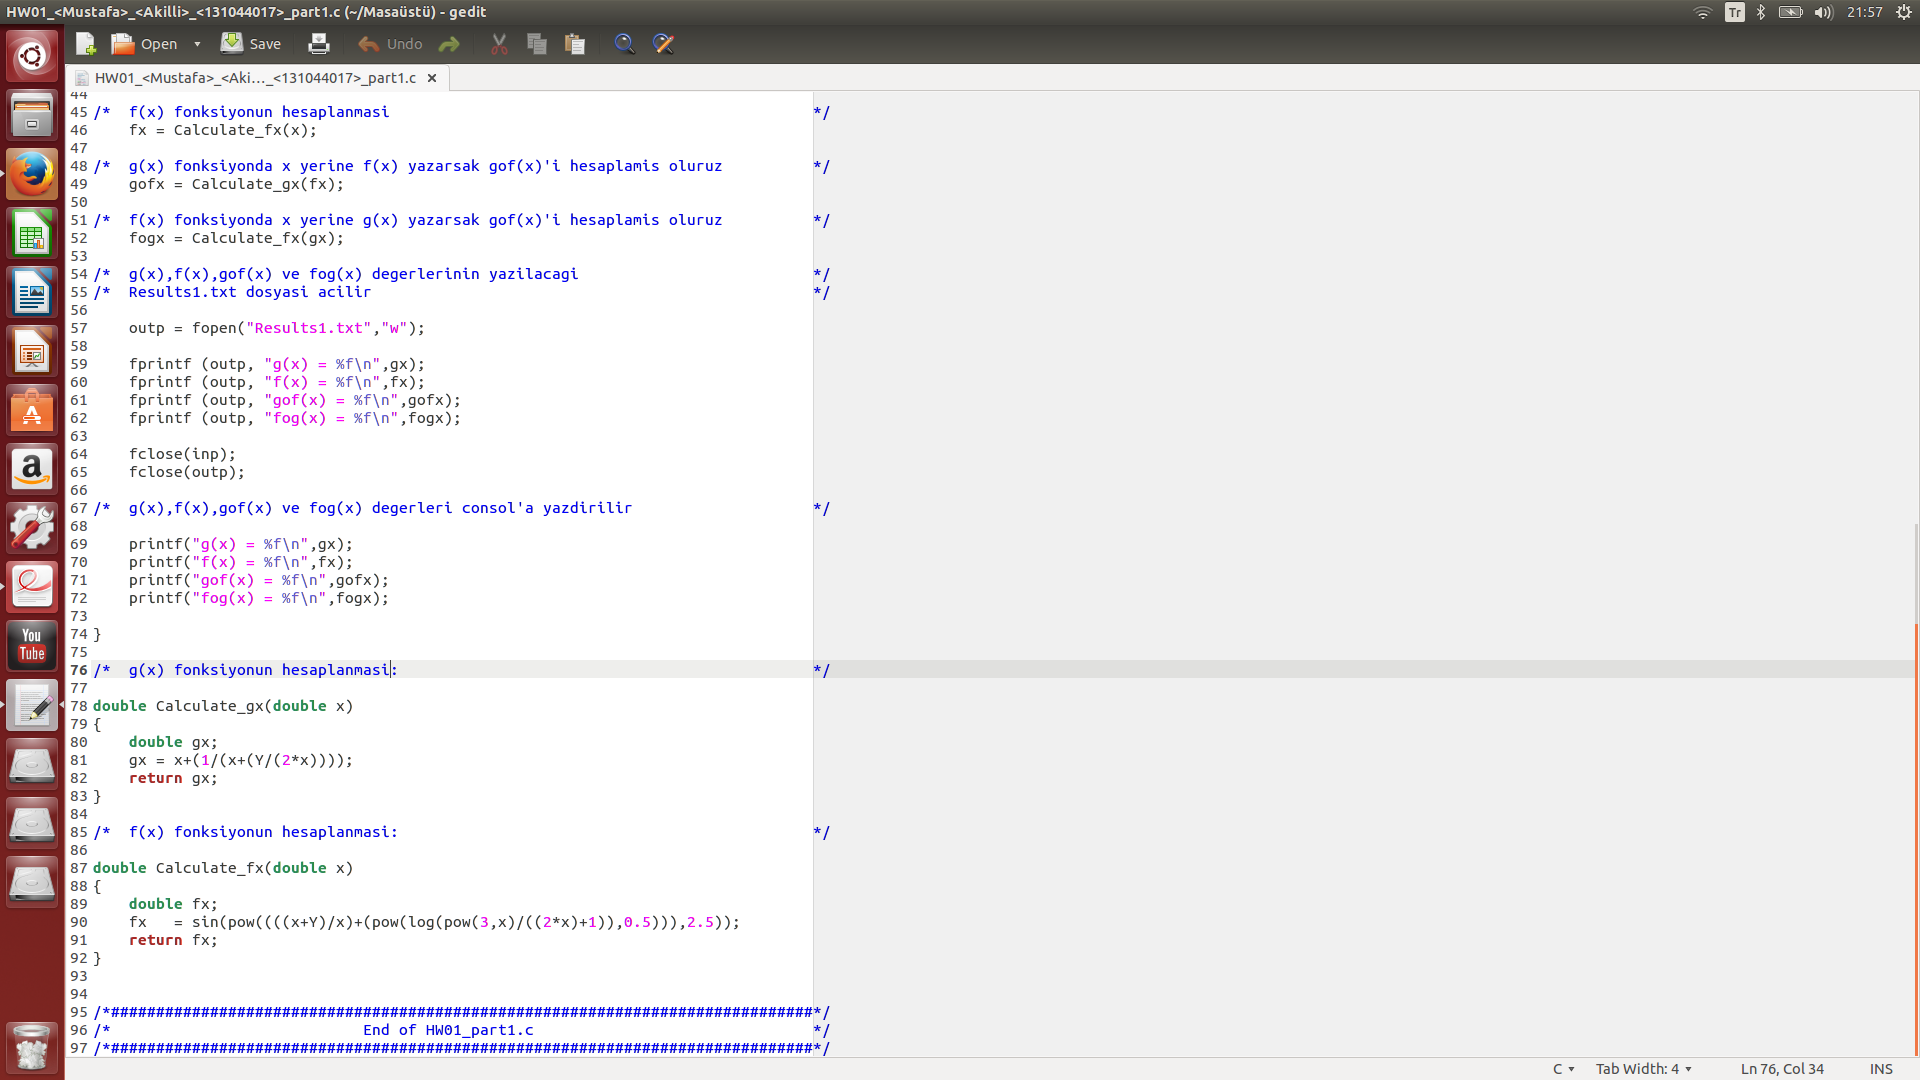 HW01_<Mustafa>_<Akilli>_<131044017>_part1.c (~/Masaüstü) - gedit
Tr
21:57
Open
Save
Undo
HW01_<Mustafa>_<Aki…_<131044017>_part1.c
44
45 /*  f(x) fonksiyonun hesaplanmasi */
46 fx = Calculate_fx(x);
47
48 /*  g(x) fonksiyonda x yerine f(x) yazarsak gof(x)'i hesaplamis oluruz */
49 gofx = Calculate_gx(fx);
50
51 /*  f(x) fonksiyonda x yerine g(x) yazarsak gof(x)'i hesaplamis oluruz */
52 fogx = Calculate_fx(gx);
53
54 /*  g(x),f(x),gof(x) ve fog(x) degerlerinin yazilacagi */
55 /*  Results1.txt dosyasi acilir */
56
57 outp = fopen("Results1.txt","w");
58
59 fprintf (outp, "g(x) = %f\n",gx);
60 fprintf (outp, "f(x) = %f\n",fx);
61 fprintf (outp, "gof(x) = %f\n",gofx);
62 fprintf (outp, "fog(x) = %f\n",fogx);
63
64 fclose(inp);
65 fclose(outp);
66
67 /*  g(x),f(x),gof(x) ve fog(x) degerleri consol'a yazdirilir */
68
69 printf("g(x) = %f\n",gx);
70 printf("f(x) = %f\n",fx);
71 printf("gof(x) = %f\n",gofx);
72 printf("fog(x) = %f\n",fogx);
73
74 }
75
76 /*  g(x) fonksiyonun hesaplanmasi: */
77
78 double Calculate_gx(double x)
79 {
80 double gx;
81 gx = x+(1/(x+(Y/(2*x))));
82 return gx;
83 }
84
85 /*  f(x) fonksiyonun hesaplanmasi: */
86
87 double Calculate_fx(double x)
88 {
89 double fx;
90 fx   = sin(pow((((x+Y)/x)+(pow(log(pow(3,x)/((2*x)+1)),0.5))),2.5));
91 return fx;
92 }
93
94
95 /*##############################################################################*/
96 /* End of HW01_part1.c */
97 /*##############################################################################*/
a
You
Tube
C
Tab Width: 4
Ln 76, Col 34
INS